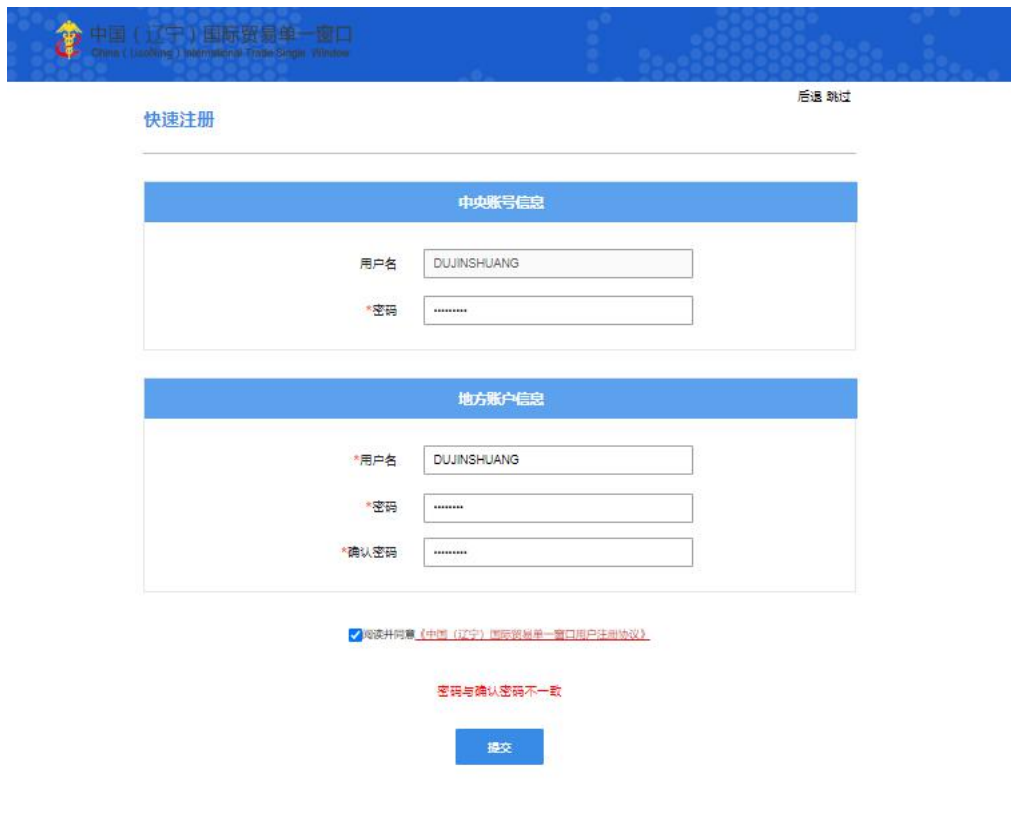 中国（辽宁）国际贸易单一窗口
China ( LiaoNing ) International Trade Single Window
后退 跳过
快速注册
中央账号信息
用户名 DUJINSHUANG
*密码 •••••••••
地方账户信息
*用户名 DUJINSHUANG
*密码 ••••••••
*确认密码 •••••••••
阅读并同意《中国（辽宁）国际贸易单一窗口用户注册协议》
密码与确认密码不一致
提交